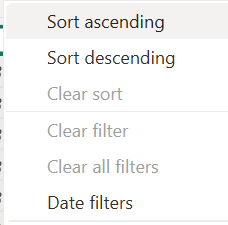 Sort ascending
Sort descending
Clear sort
Clear filter
Clear all filters
Date filters